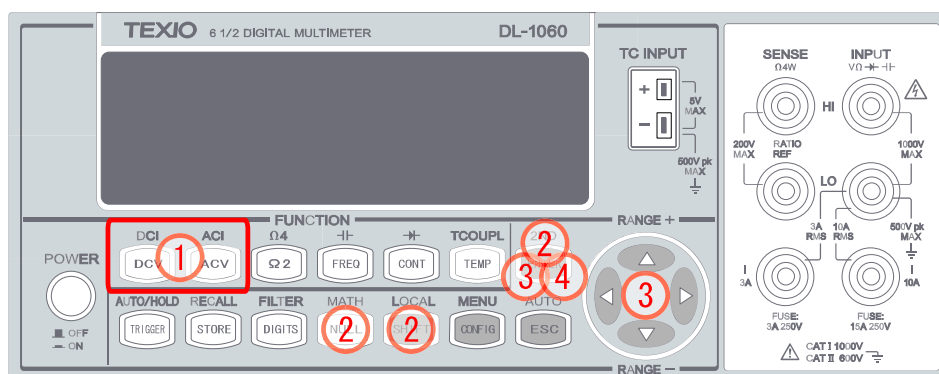 TEXIO 6 1/2 DIGITAL MULTIMETER DL-1060
TC INPUT
+
5V
MAX
−
500V pk
MAX
SENSE
Ω4W
INPUT
VΩ
HI
200V
MAX
RATIO
REF
1000V
MAX
LO
3A
RMS
10A
RMS
500V pk
MAX
I
3A
I
10A
FUSE:
3A 250V
FUSE:
15A 250V
CAT I 1000V
CAT II 600V
FUNCTION
RANGE +
POWER
OFF
ON
DCI ACI Ω4 TCOUPL
DCV 1 ACV Ω2 FREQ CONT TEMP
2
3 4
3
AUTO/HOLD RECALL FILTER MATH LOCAL MENU AUTO
TRIGGER STORE DIGITS NULL 2 SHIFT 2 CONFIG ESC
RANGE −